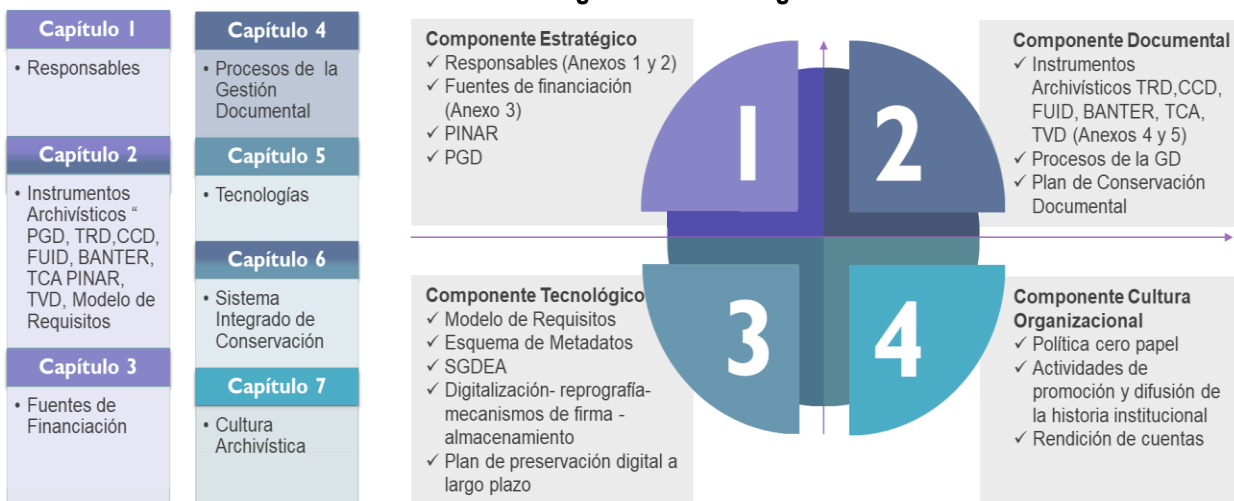 Capítulo 1
• Responsables
Capítulo 2
• Instrumentos
Archivísticos “
PGD, TRD,CCD,
FUID, BANTER,
TCA PINAR,
TVD, Modelo de
Requisitos
Capítulo 3
• Fuentes de
Financiación
Capítulo 4
• Procesos de la
Gestión
Documental
Capítulo 5
• Tecnologías
Capítulo 6
• Sistema
Integrado de
Conservación
Capítulo 7
• Cultura
Archivística
Componente Estratégico
✓ Responsables (Anexos 1 y 2)
✓ Fuentes de financiación
(Anexo 3)
✓ PINAR
✓ PGD
1
2
Componente Documental
✓ Instrumentos
Archivísticos TRD,CCD,
FUID, BANTER, TCA,
TVD (Anexos 4 y 5)
✓ Procesos de la GD
✓ Plan de Conservación
Documental
Componente Tecnológico
✓ Modelo de Requisitos
✓ Esquema de Metadatos
✓ SGDEA
✓ Digitalización- reprografía-
mecanismos de firma -
almacenamiento
✓ Plan de preservación digital a
largo plazo
3
4
Componente Cultura
Organizacional
✓ Política cero papel
✓ Actividades de
promoción y difusión de
la historia institucional
✓ Rendición de cuentas